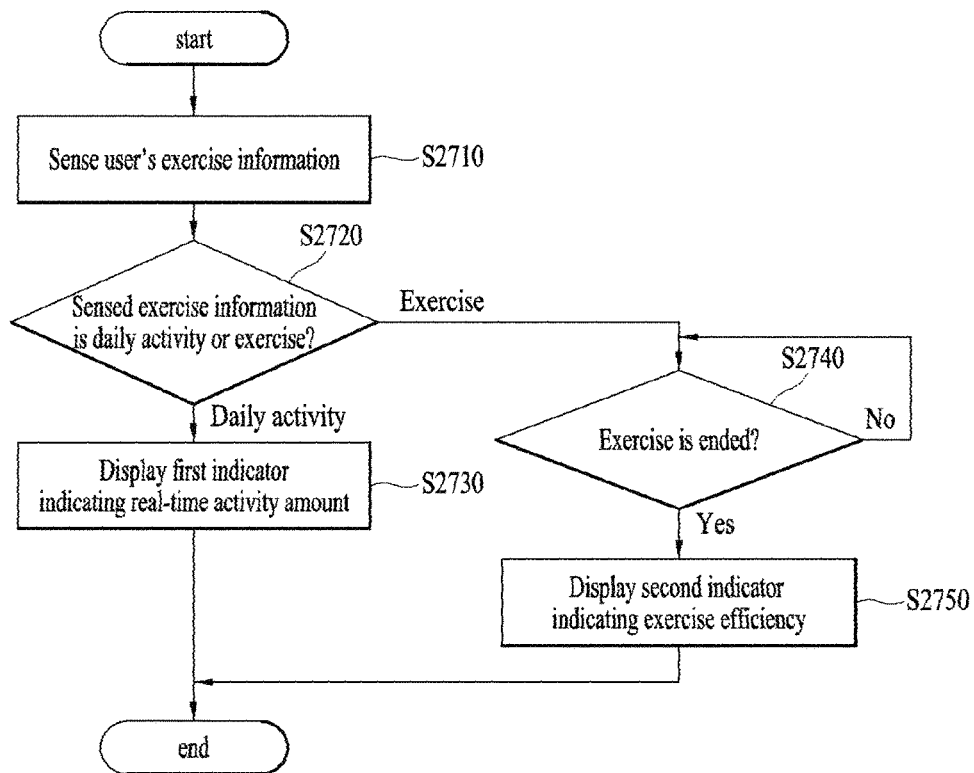 start
Sense user's exercise information
S2710
S2720
Sensed exercise information
is daily activity or exercise?
Exercise
Daily activity
S2740
Exercise is ended?
No
Display first indicator
indicating real-time activity amount
S2730
Yes
Display second indicator
indicating exercise efficiency
S2750
end